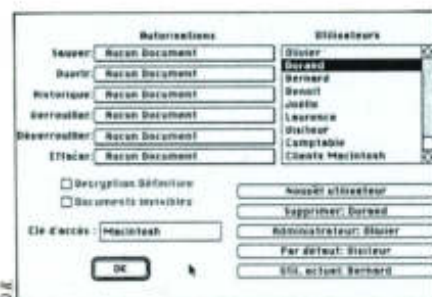 Autorisations
Sauver: Aucun Document
Ouvrir: Aucun Document
Historique: Aucun Document
Verrouiller: Aucun Document
Déverrouiller: Aucun Document
Effacer: Aucun Document
Decryption Définitive
Documents Invisibles
Clé d'accès : Macintosh
OK
Utilisateurs
Olivier
Durand
Bernard
Benoit
Joëlle
Laurence
Visiteur
Comptable
Clients Macintosh
Nouvel utilisateur
Supprimer: Durand
Administrateur: Olivier
Par défaut: Visiteur
Util. actuel: Bernard